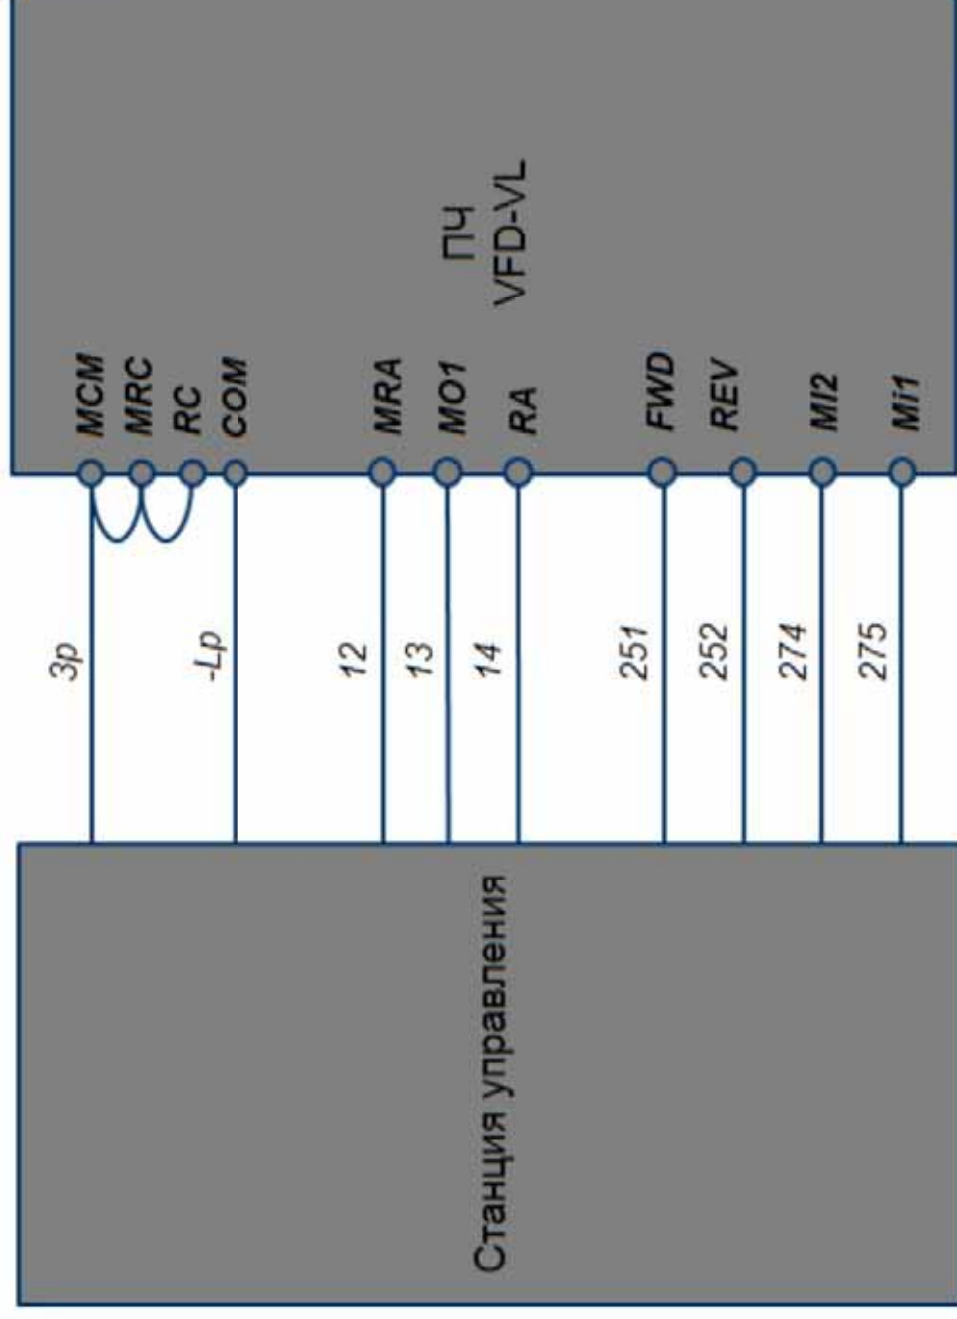 Станция управления
3р
-Lp
12
13
14
251
252
274
275
MCM
MRC
RC
COM
MRA
MO1
RA
FWD
REV
MI2
Mi1
ПЧ
VFD-VL